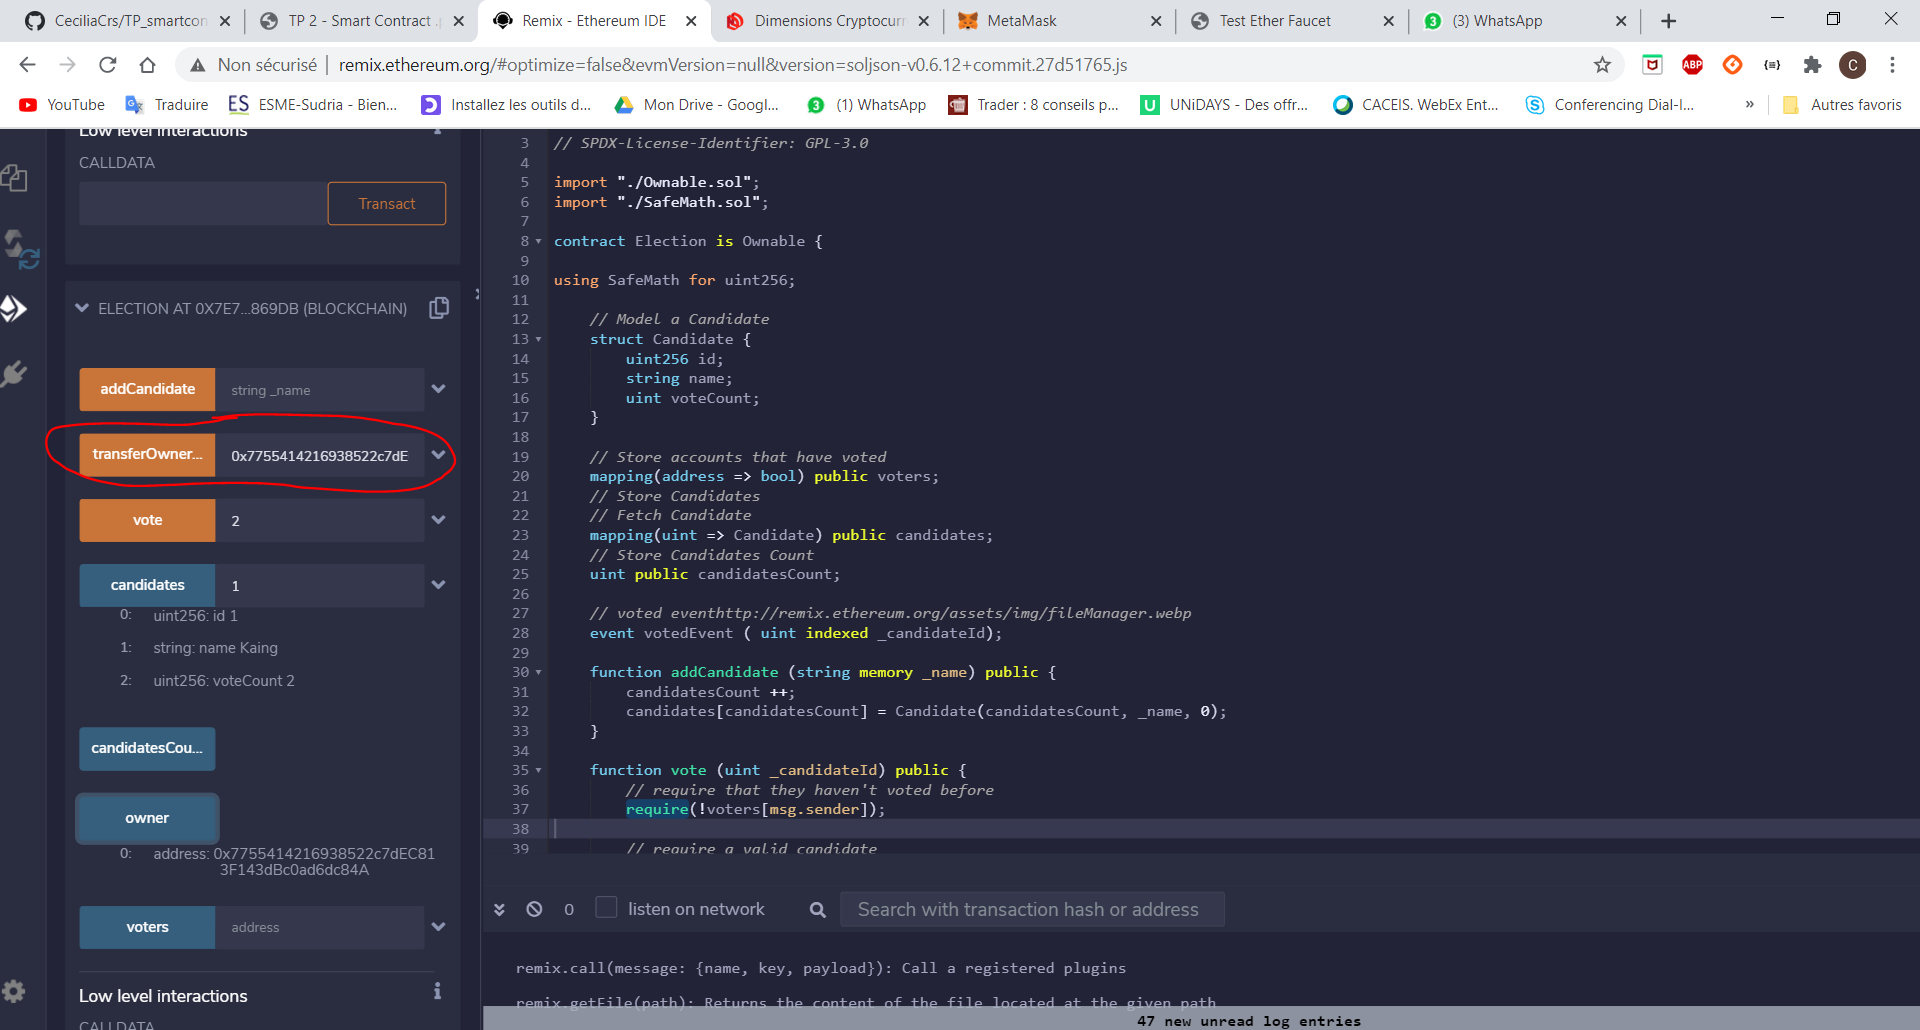 CeciliaCrs/TP_smartcon
TP 2 - Smart Contract .p
Remix - Ethereum IDE
Dimensions Cryptocurr
MetaMask
Test Ether Faucet
(3) WhatsApp
Non sécurisé | remix.ethereum.org/#optimize=false&evmVersion=null&version=soljson-v0.6.12+commit.27d51765.js
YouTube
Traduire
ES ESME-Sudria - Bien...
Installez les outils d...
Mon Drive - Googl...
(1) WhatsApp
Trader : 8 conseils p...
UNiDAYS - Des offr...
CACEIS. WebEx Ent...
Conferencing Dial-I...
»
Autres favoris
Low level interactions
CALLDATA
Transact
ELECTION AT 0X7E7...869DB (BLOCKCHAIN)
addCandidate string _name
transferOwner... 0x7755414216938522c7dE
vote 2
candidates 1
0: uint256: id 1
1: string: name Kaing
2: uint256: voteCount 2
candidatesCou...
owner
0: address: 0x7755414216938522c7dEC81
3F143dBc0ad6dc84A
voters address
Low level interactions
CALLDATA
3 // SPDX-License-Identifier: GPL-3.0
4
5 import "./Ownable.sol";
6 import "./SafeMath.sol";
7
8 contract Election is Ownable {
9
10 using SafeMath for uint256;
11
12 // Model a Candidate
13 struct Candidate {
14 uint256 id;
15 string name;
16 uint voteCount;
17 }
18
19 // Store accounts that have voted
20 mapping(address => bool) public voters;
21 // Store Candidates
22 // Fetch Candidate
23 mapping(uint => Candidate) public candidates;
24 // Store Candidates Count
25 uint public candidatesCount;
26
27 // voted eventhttp://remix.ethereum.org/assets/img/fileManager.webp
28 event votedEvent ( uint indexed _candidateId);
29
30 function addCandidate (string memory _name) public {
31 candidatesCount ++;
32 candidates[candidatesCount] = Candidate(candidatesCount, _name, 0);
33 }
34
35 function vote (uint _candidateId) public {
36 // require that they haven't voted before
37 require(!voters[msg.sender]);
38
39 // require a valid candidate
0 listen on network Search with transaction hash or address
remix.call(message: {name, key, payload}): Call a registered plugins
remix.getFile(path): Returns the content of the file located at the given path
47 new unread log entries